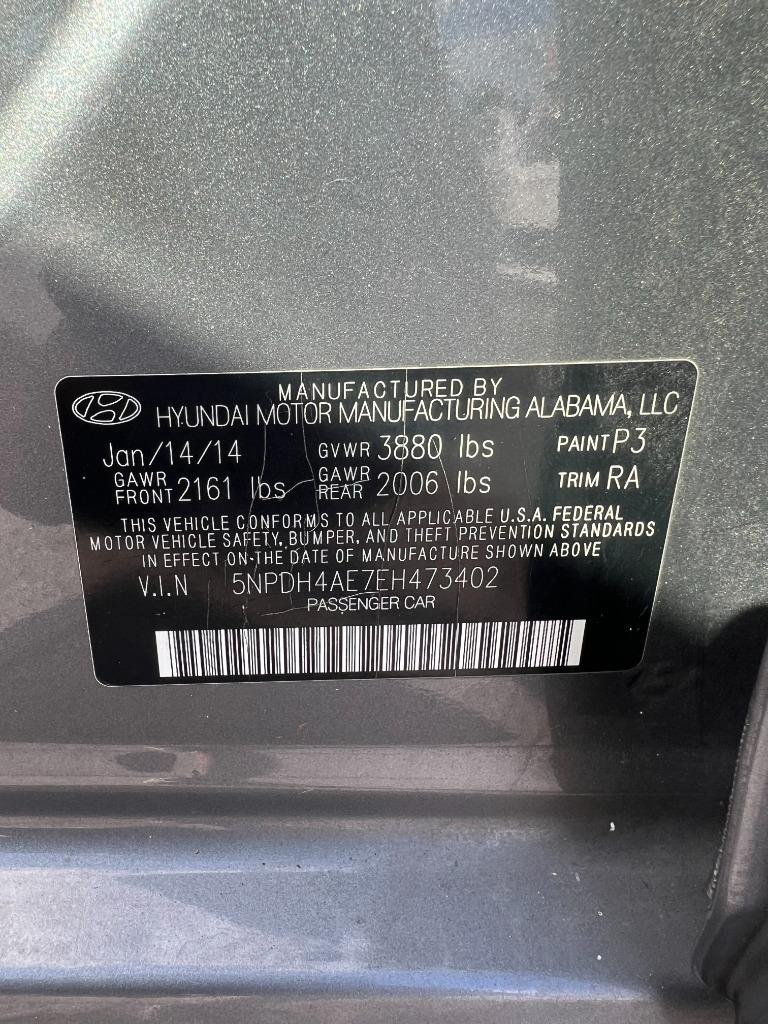 MANUFACTURED BY
HYUNDAI MOTOR MANUFACTURING ALABAMA, LLC
Jan/14/14 GVWR 3880 lbs PAINT P3
GAWR FRONT 2161 lbs GAWR REAR 2006 lbs TRIM RA
THIS VEHICLE CONFORMS TO ALL APPLICABLE U.S.A. FEDERAL
MOTOR VEHICLE SAFETY, BUMPER, AND THEFT PREVENTION STANDARDS
IN EFFECT ON THE DATE OF MANUFACTURE SHOWN ABOVE
V.I.N 5NPDH4AE7EH473402
PASSENGER CAR